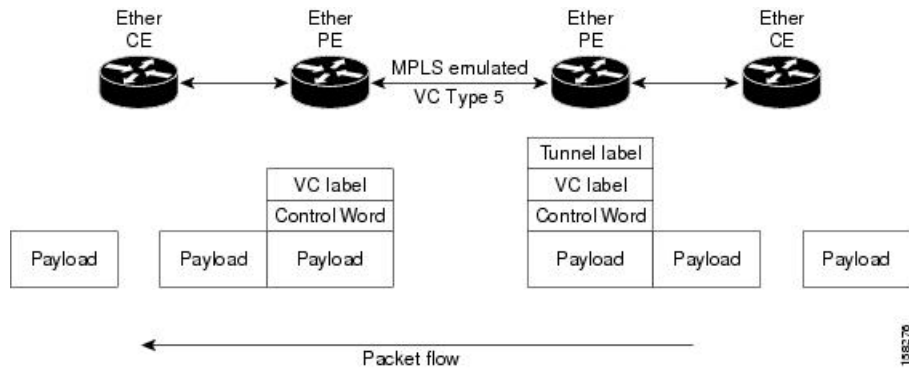 Ether
CE
Ether
PE
Ether
PE
Ether
CE
MPLS emulated
VC Type 5
Tunnel label
VC label
VC label
Control Word
Control Word
Payload
Payload
Payload
Payload
Payload
Payload
Packet flow
158276